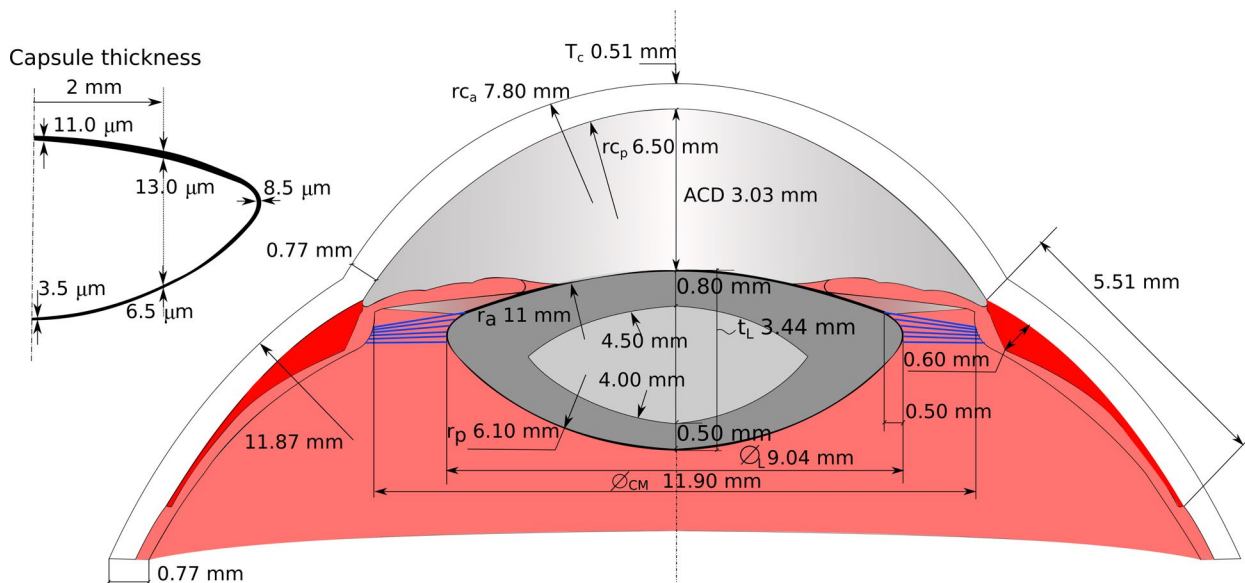 Capsule thickness
2 mm
11.0 μm
13.0 μm
8.5 μm
3.5 μm
6.5 μm
T_c 0.51 mm
rc_a 7.80 mm
rc_p 6.50 mm
ACD 3.03 mm
0.77 mm
5.51 mm
0.80 mm
r_a 11 mm
t_L 3.44 mm
4.50 mm
4.00 mm
0.60 mm
0.50 mm
11.87 mm
r_p 6.10 mm
0.50 mm
∅_L 9.04 mm
∅_CM 11.90 mm
0.77 mm